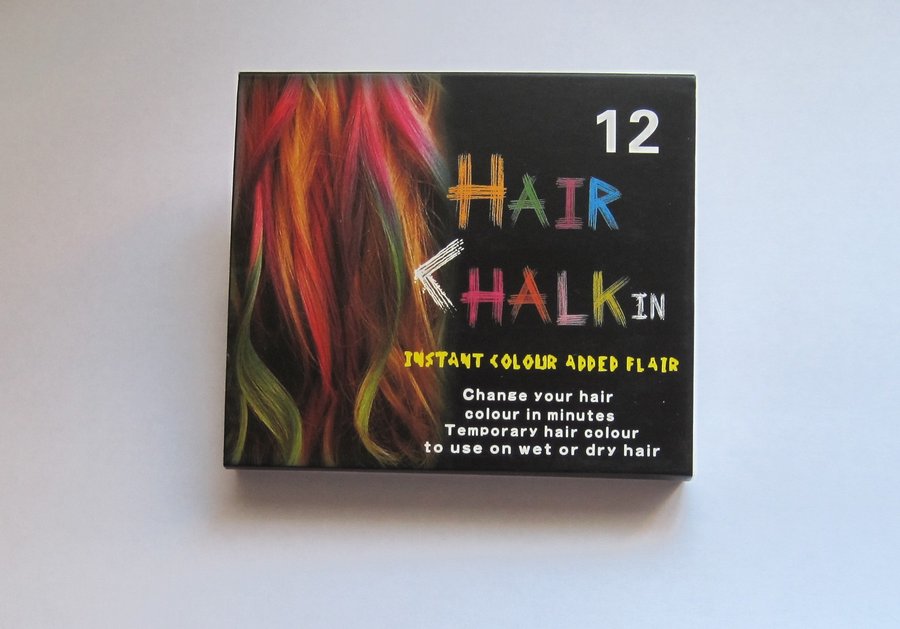 12
HAIR
CHALKIN
INSTANT COLOUR ADDED FLAIR
Change your hair
colour in minutes
Temporary hair colour
to use on wet or dry hair